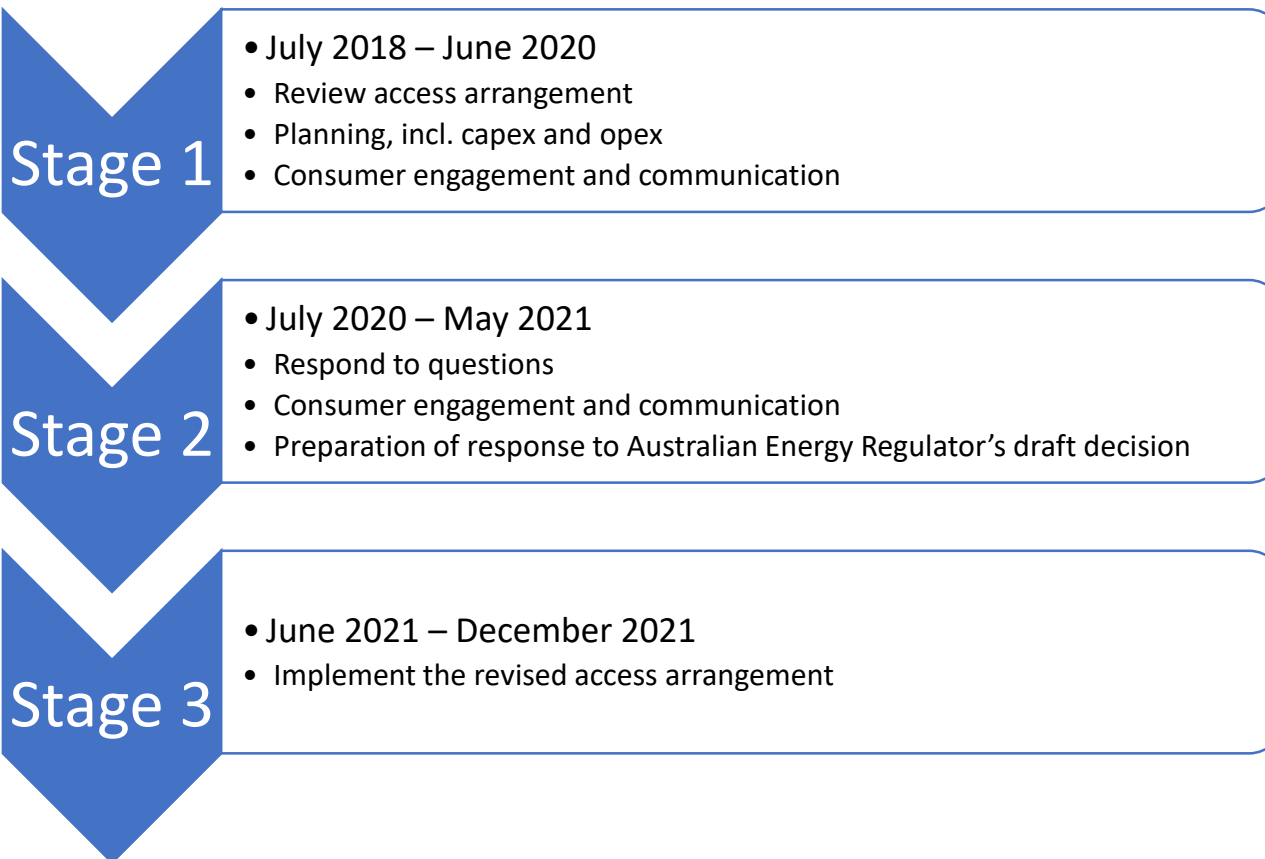 Stage 1
• July 2018 – June 2020
• Review access arrangement
• Planning, incl. capex and opex
• Consumer engagement and communication
Stage 2
• July 2020 – May 2021
• Respond to questions
• Consumer engagement and communication
• Preparation of response to Australian Energy Regulator’s draft decision
Stage 3
• June 2021 – December 2021
• Implement the revised access arrangement